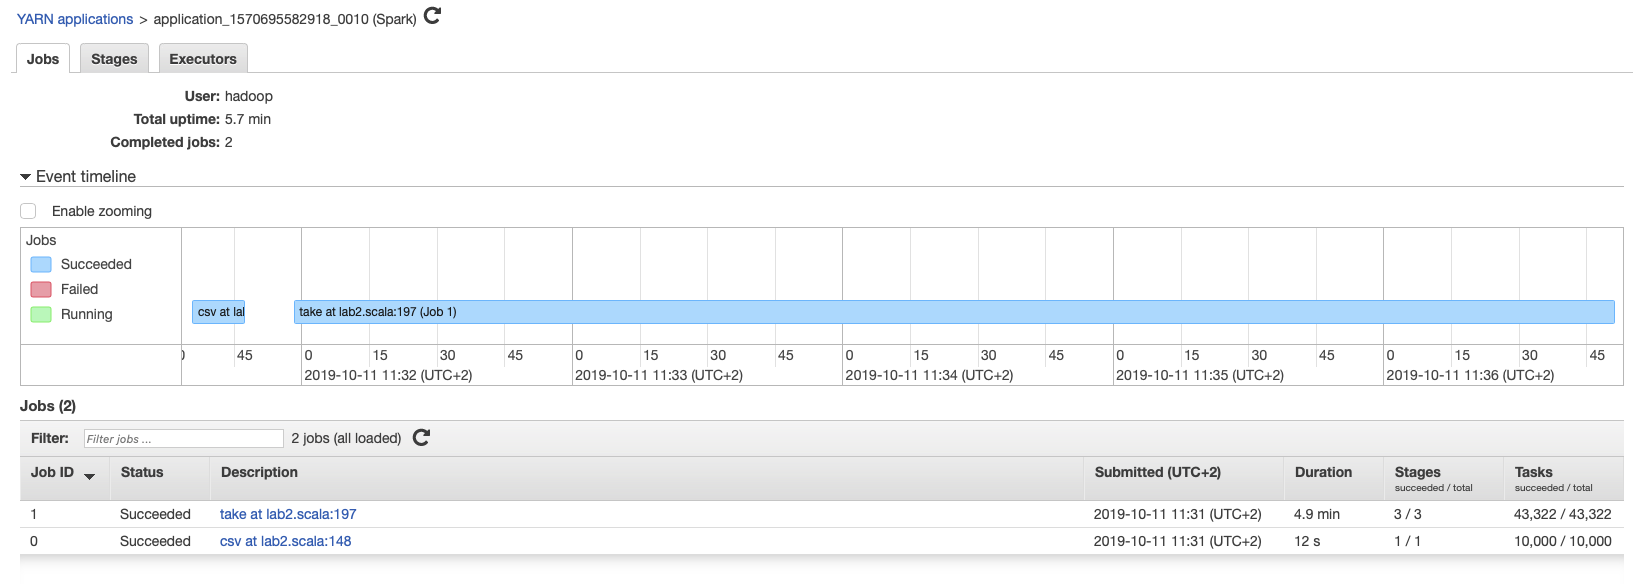 YARN applications > application_1570695582918_0010 (Spark)
Jobs Stages Executors
User: hadoop
Total uptime: 5.7 min
Completed jobs: 2
Event timeline
Enable zooming
Jobs
Succeeded
Failed
Running
csv at lal take at lab2.scala:197 (Job 1)
45 0 15 30 45 0 15 30 45 0 15 30 45 0 15 30 45 0 15 30 45
2019-10-11 11:32 (UTC+2) 2019-10-11 11:33 (UTC+2) 2019-10-11 11:34 (UTC+2) 2019-10-11 11:35 (UTC+2) 2019-10-11 11:36 (UTC+2)
Jobs (2)
Filter: Filter jobs ... 2 jobs (all loaded)
Job ID Status Description Submitted (UTC+2) Duration Stages Tasks
succeeded / total succeeded / total
1 Succeeded take at lab2.scala:197 2019-10-11 11:31 (UTC+2) 4.9 min 3 / 3 43,322 / 43,322
0 Succeeded csv at lab2.scala:148 2019-10-11 11:31 (UTC+2) 12 s 1 / 1 10,000 / 10,000